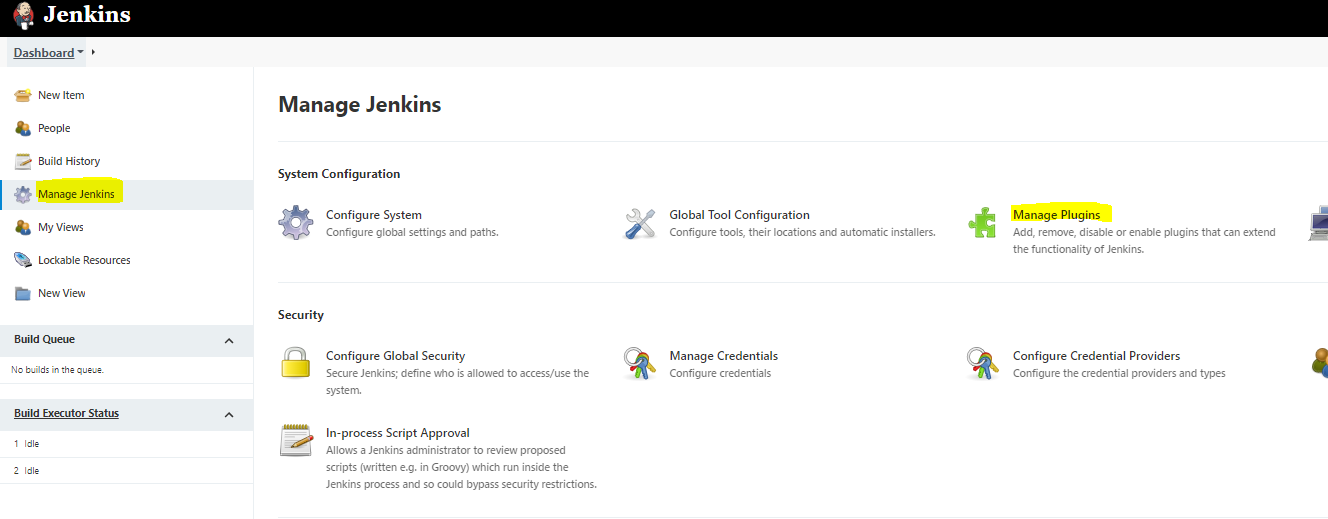 Jenkins
Dashboard
New Item
People
Build History
Manage Jenkins
My Views
Lockable Resources
New View
Build Queue
No builds in the queue.
Build Executor Status
1 Idle
2 Idle
Manage Jenkins
System Configuration
Configure System
Configure global settings and paths.
Global Tool Configuration
Configure tools, their locations and automatic installers.
Manage Plugins
Add, remove, disable or enable plugins that can extend
the functionality of Jenkins.
Security
Configure Global Security
Secure Jenkins; define who is allowed to access/use the
system.
Manage Credentials
Configure credentials
Configure Credential Providers
Configure the credential providers and types
In-process Script Approval
Allows a Jenkins administrator to review proposed
scripts (written e.g. in Groovy) which run inside the
Jenkins process and so could bypass security restrictions.